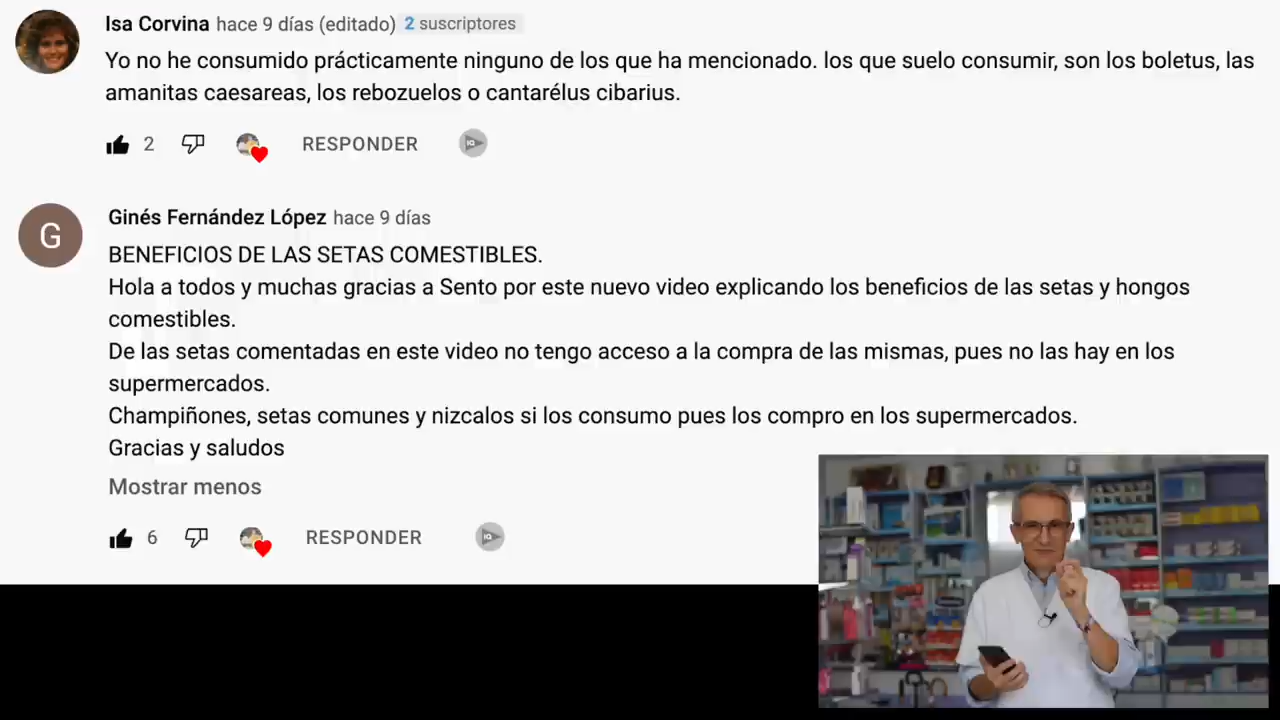 Isa Corvina hace 9 días (editado) 2 suscriptores
Yo no he consumido prácticamente ninguno de los que ha mencionado. los que suelo consumir, son los boletus, las
amanitas caesareas, los rebozuelos o cantarélus cibarius.
2 RESPONDER IQ
G
Ginés Fernández López hace 9 días
BENEFICIOS DE LAS SETAS COMESTIBLES.
Hola a todos y muchas gracias a Sento por este nuevo video explicando los beneficios de las setas y hongos
comestibles.
De las setas comentadas en este video no tengo acceso a la compra de las mismas, pues no las hay en los
supermercados.
Champiñones, setas comunes y nizcalos si los consumo pues los compro en los supermercados.
Gracias y saludos
Mostrar menos
6 RESPONDER IQ